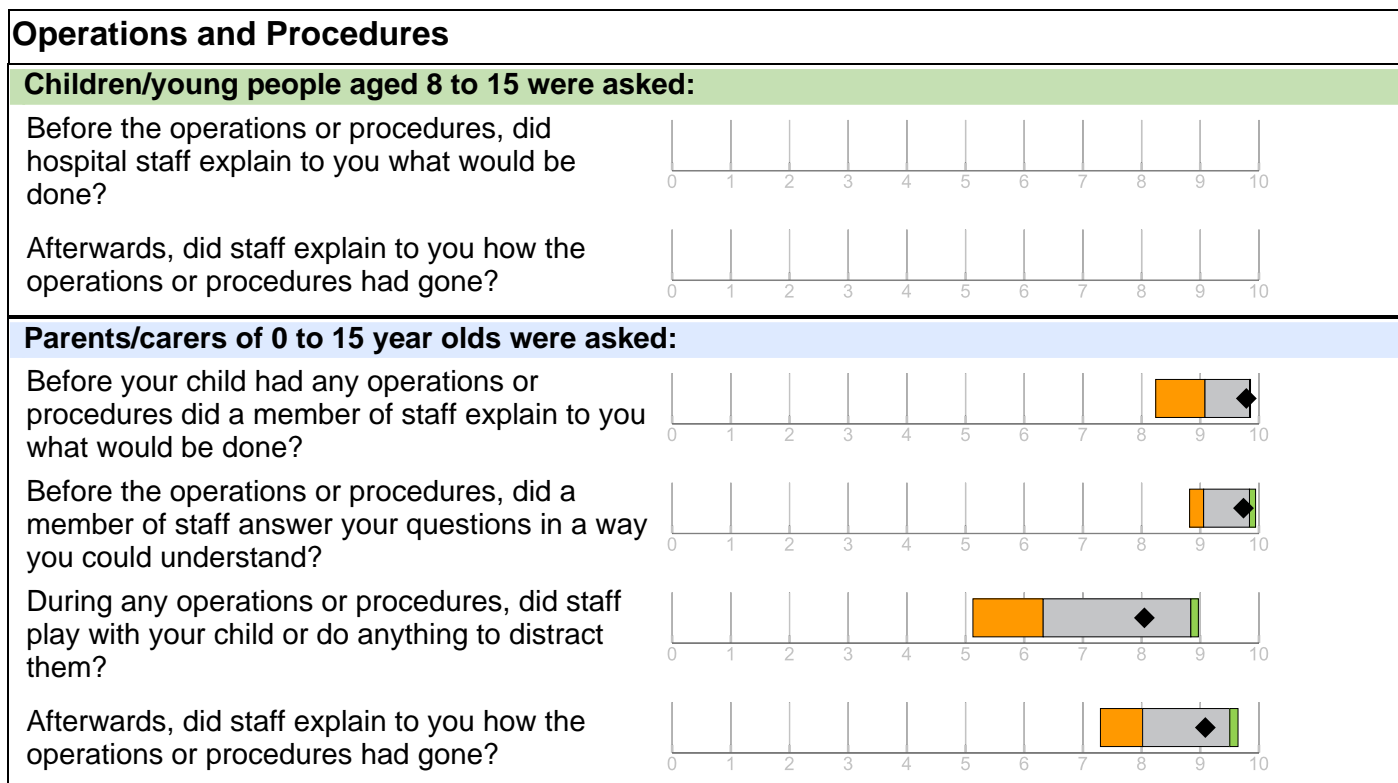 Operations and Procedures
Children/young people aged 8 to 15 were asked:
Before the operations or procedures, did
hospital staff explain to you what would be
done?
0 1 2 3 4 5 6 7 8 9 10
Afterwards, did staff explain to you how the
operations or procedures had gone?
0 1 2 3 4 5 6 7 8 9 10
Parents/carers of 0 to 15 year olds were asked:
Before your child had any operations or
procedures did a member of staff explain to you
what would be done?
0 1 2 3 4 5 6 7 8 9 10
Before the operations or procedures, did a
member of staff answer your questions in a way
you could understand?
0 1 2 3 4 5 6 7 8 9 10
During any operations or procedures, did staff
play with your child or do anything to distract
them?
0 1 2 3 4 5 6 7 8 9 10
Afterwards, did staff explain to you how the
operations or procedures had gone?
0 1 2 3 4 5 6 7 8 9 10